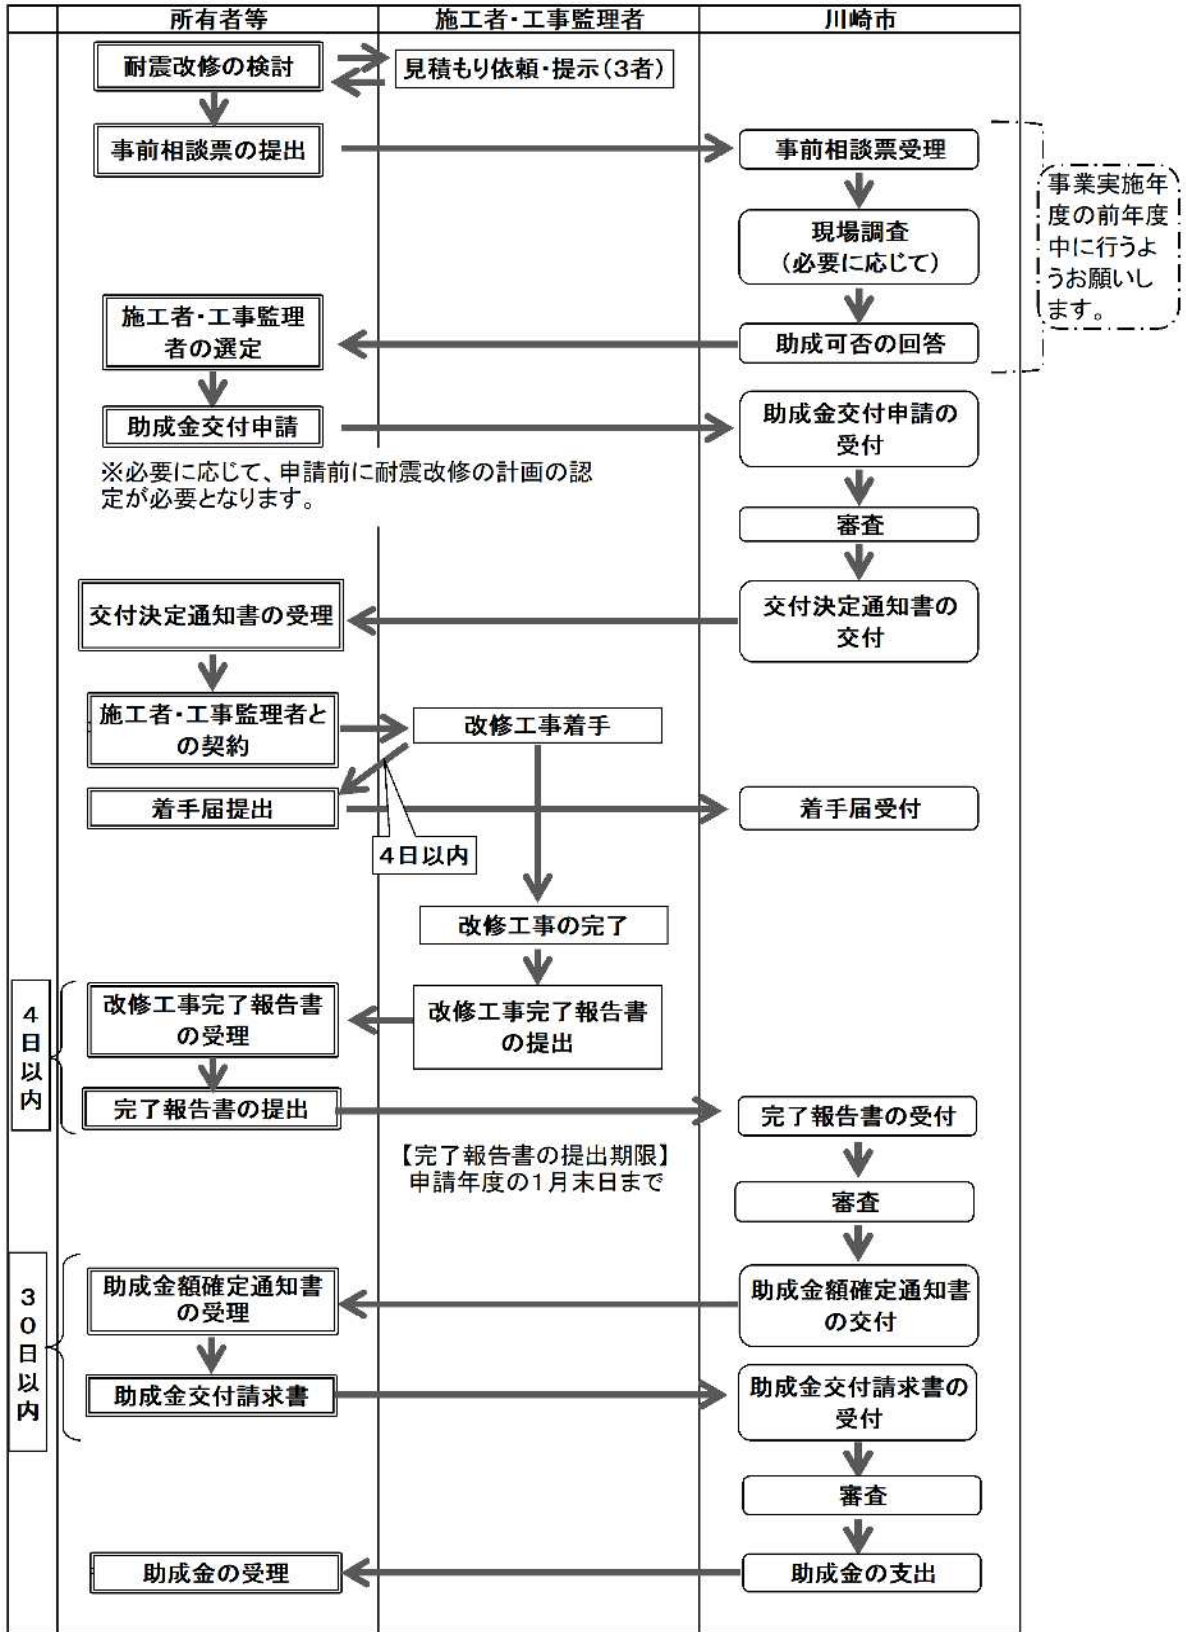 所有者等
施工者・工事監理者
川崎市
耐震改修の検討
見積もり依頼・提示(3者)
事前相談票の提出
事前相談票受理
事業実施年
度の前年度
中に行うよ
うお願いし
ます。
現場調査
(必要に応じて)
施工者・工事監理
者の選定
助成可否の回答
助成金交付申請
助成金交付申請の
受付
※必要に応じて、申請前に耐震改修の計画の認
定が必要となります。
審査
交付決定通知書の受理
交付決定通知書の
交付
施工者・工事監理者と
の契約
改修工事着手
着手届提出
着手届受付
4日以内
改修工事の完了
4日以内
改修工事完了報告書
の受理
改修工事完了報告書
の提出
完了報告書の提出
完了報告書の受付
【完了報告書の提出期限】
申請年度の1月末日まで
審査
30日以内
助成金額確定通知書
の受理
助成金額確定通知書
の交付
助成金交付請求書
助成金交付請求書の
受付
審査
助成金の受理
助成金の支出